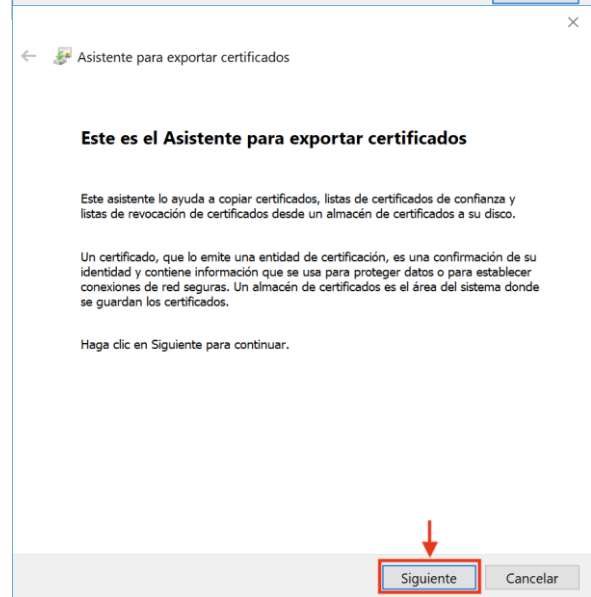 Asistente para exportar certificados
Este es el Asistente para exportar certificados
Este asistente lo ayuda a copiar certificados, listas de certificados de confianza y
listas de revocación de certificados desde un almacén de certificados a su disco.
Un certificado, que lo emite una entidad de certificación, es una confirmación de su
identidad y contiene información que se usa para proteger datos o para establecer
conexiones de red seguras. Un almacén de certificados es el área del sistema donde
se guardan los certificados.
Haga clic en Siguiente para continuar.
Siguiente Cancelar